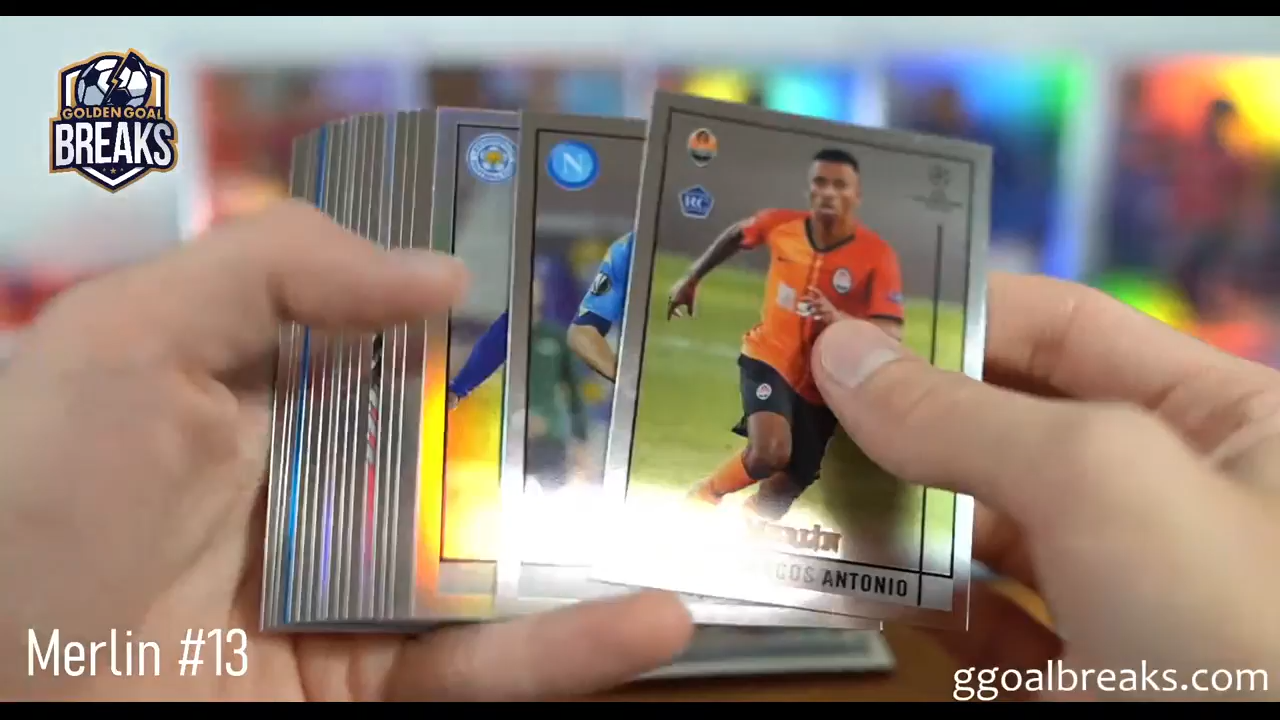 GOLDEN GOAL
BREAKS
N
RC
COS ANTONIO
Merlin #13
ggoalbreaks.com